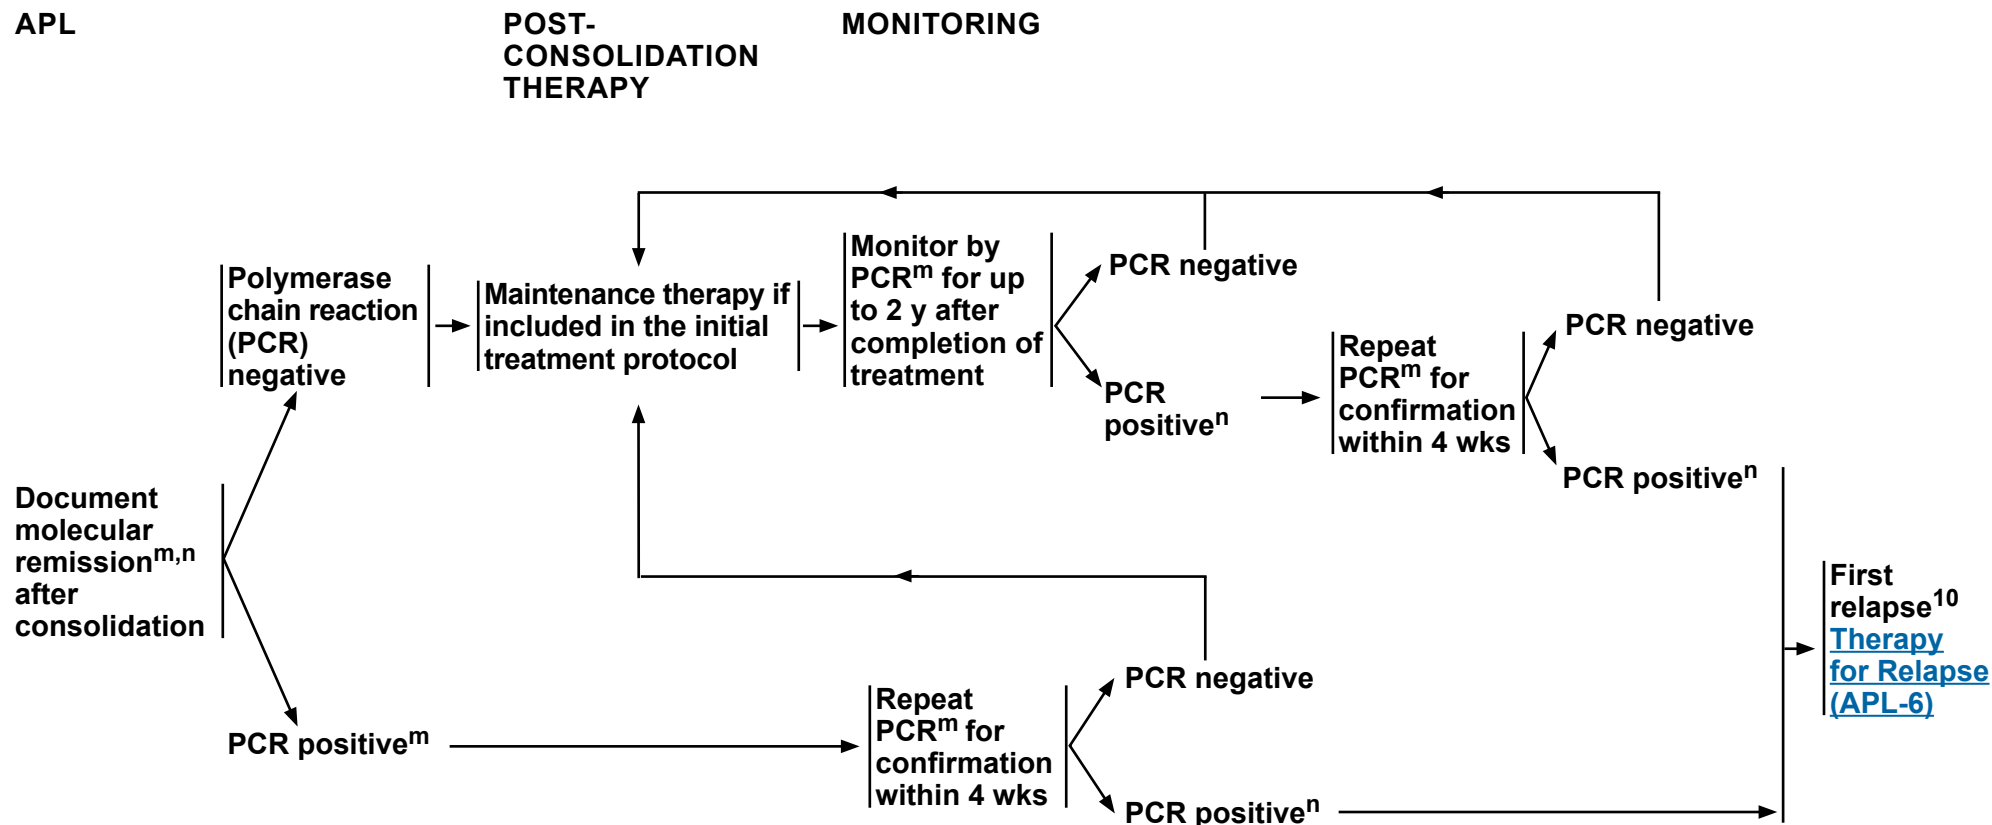 APL
POST-
CONSOLIDATION
THERAPY
MONITORING
Document
molecular
remissionm,n
after
consolidation
Polymerase
chain reaction
(PCR)
negative
Maintenance therapy if
included in the initial
treatment protocol
Monitor by
PCRm for up
to 2 y after
completion of
treatment
PCR negative
PCR
positiven
Repeat
PCRm for
confirmation
within 4 wks
PCR negative
PCR positiven
PCR positivem
Repeat
PCRm for
confirmation
within 4 wks
PCR negative
PCR positiven
First
relapse10
Therapy
for Relapse
(APL-6)